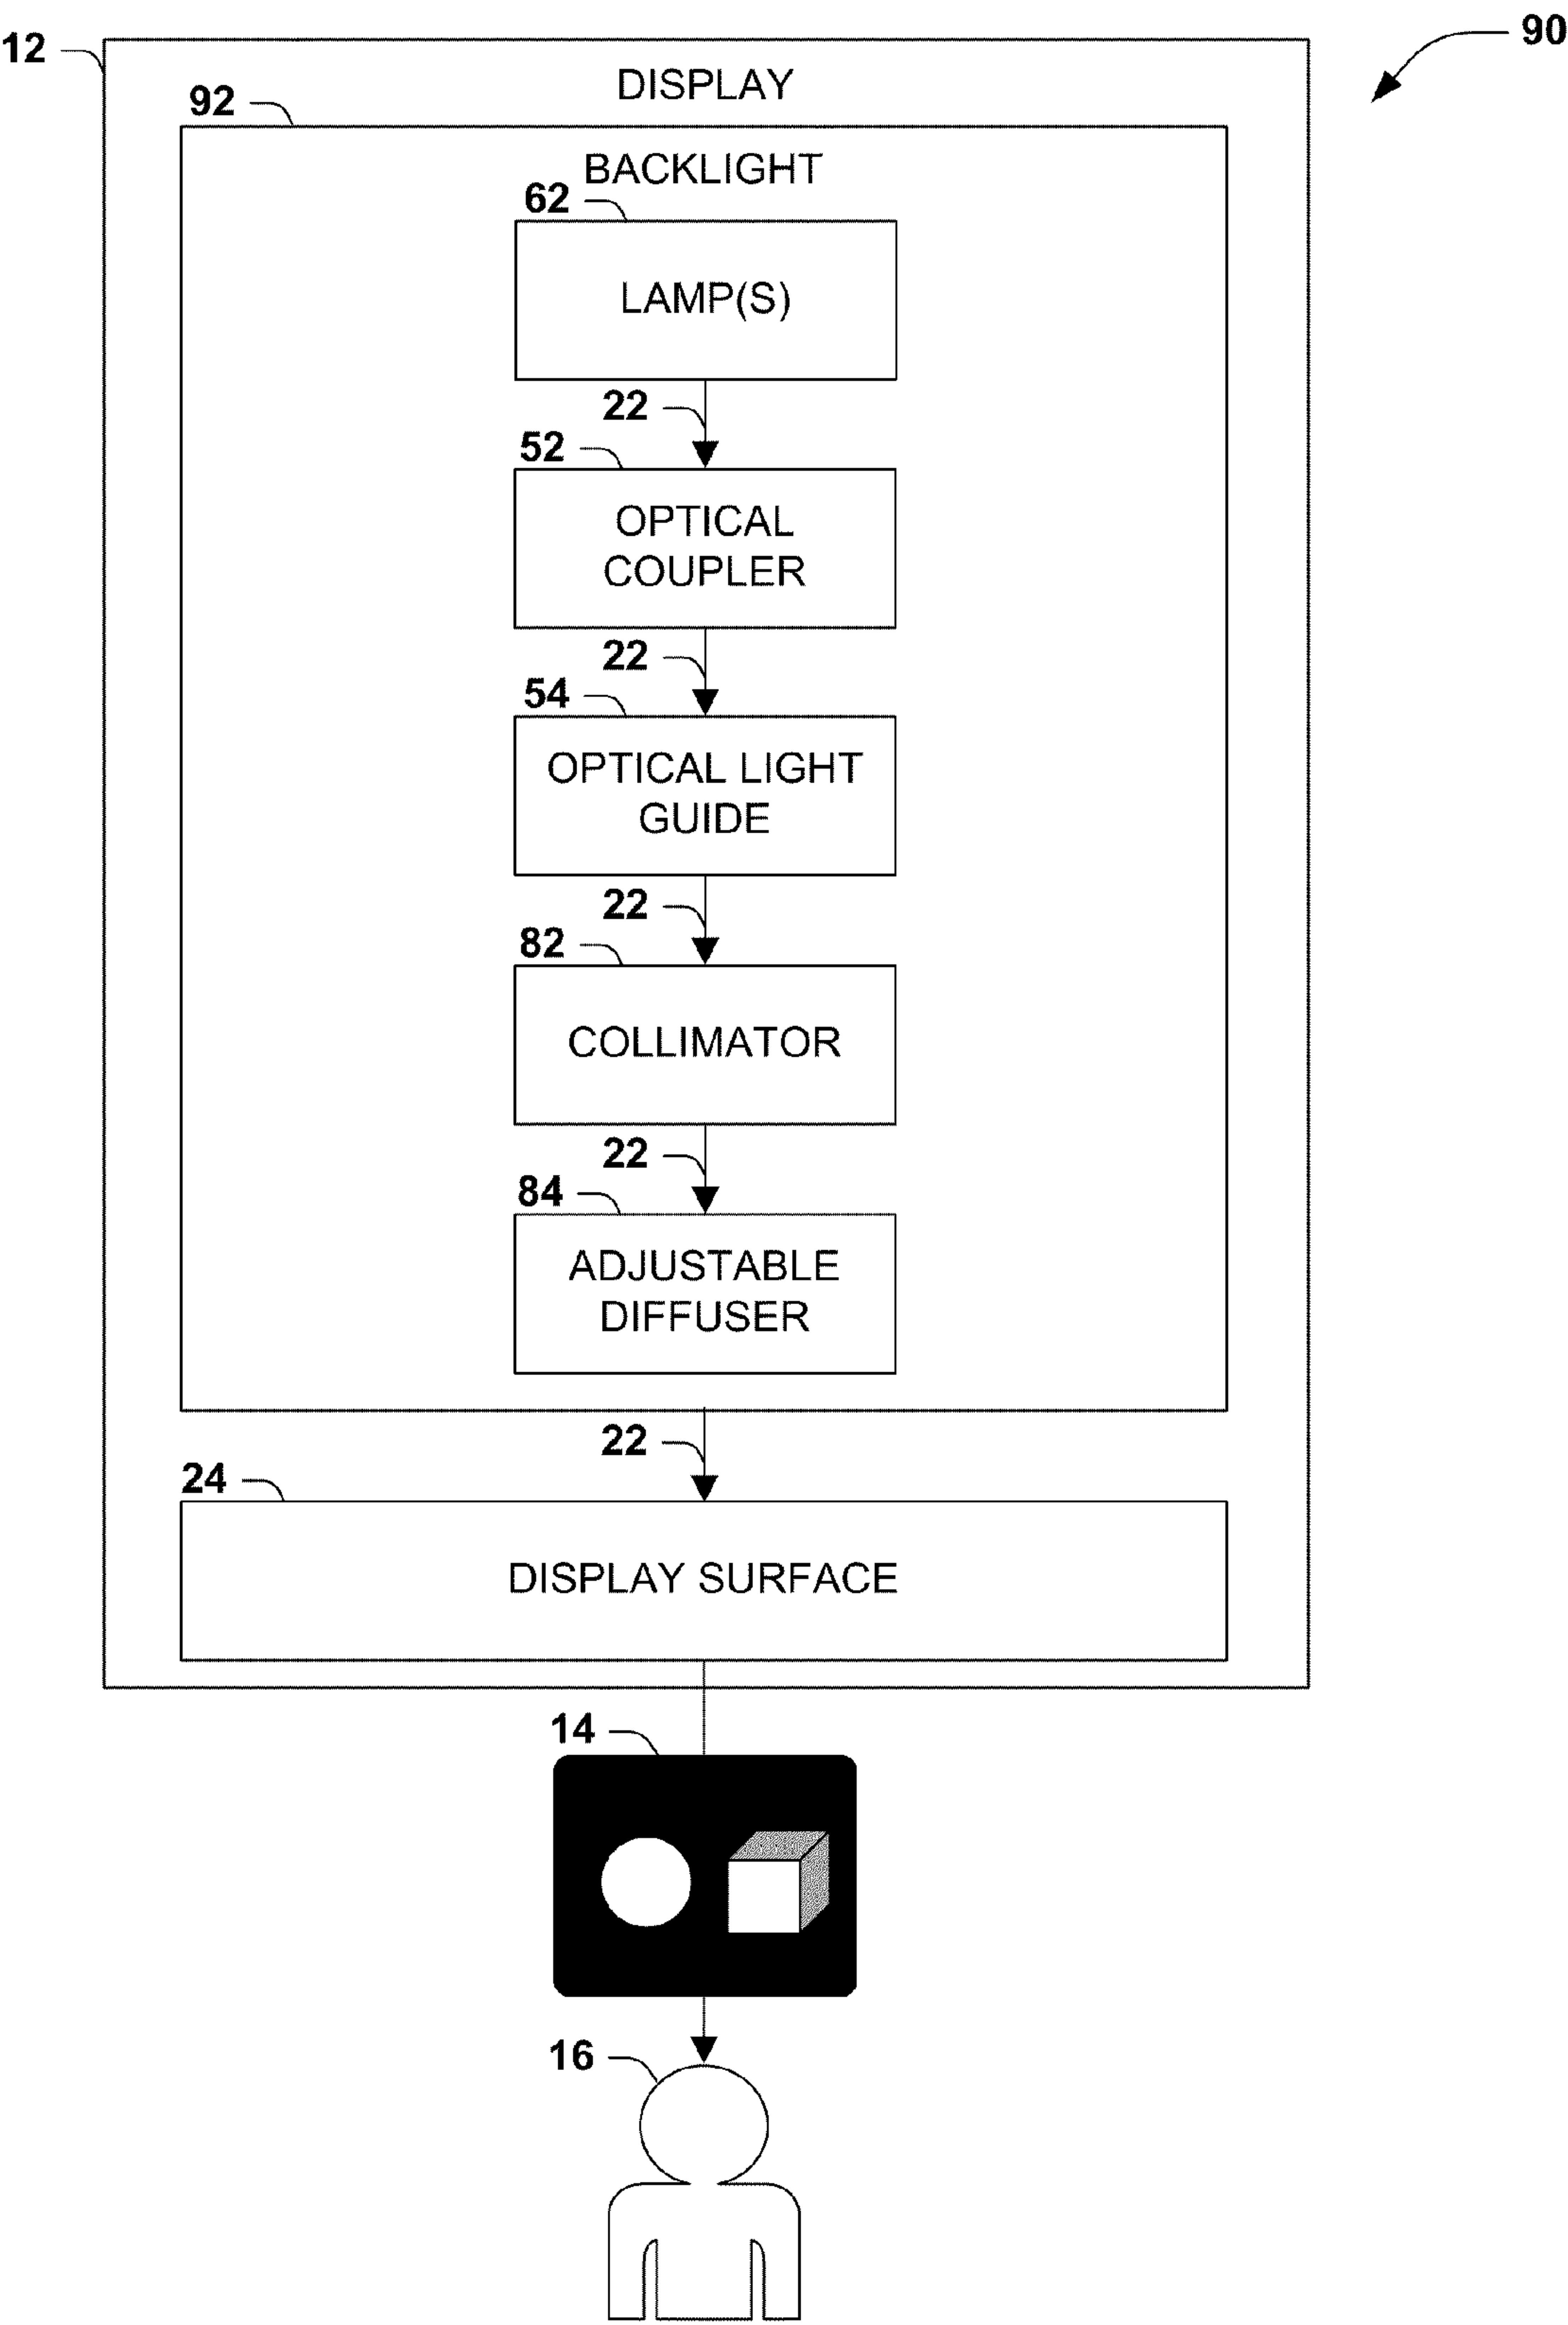 12
90
DISPLAY
92
BACKLIGHT
62
LAMP(S)
22
52
OPTICAL
COUPLER
22
54
OPTICAL LIGHT
GUIDE
22
82
COLLIMATOR
22
84
ADJUSTABLE
DIFFUSER
22
24
DISPLAY SURFACE
14
16